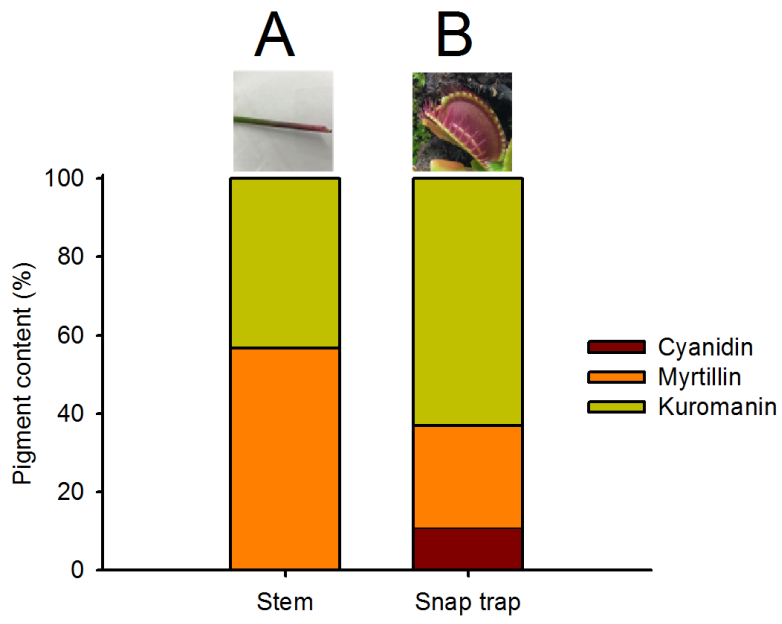 A
B
100
80
60
40
20
0
Pigment content (%)
Stem
Snap trap
Cyanidin
Myrtillin
Kuromanin